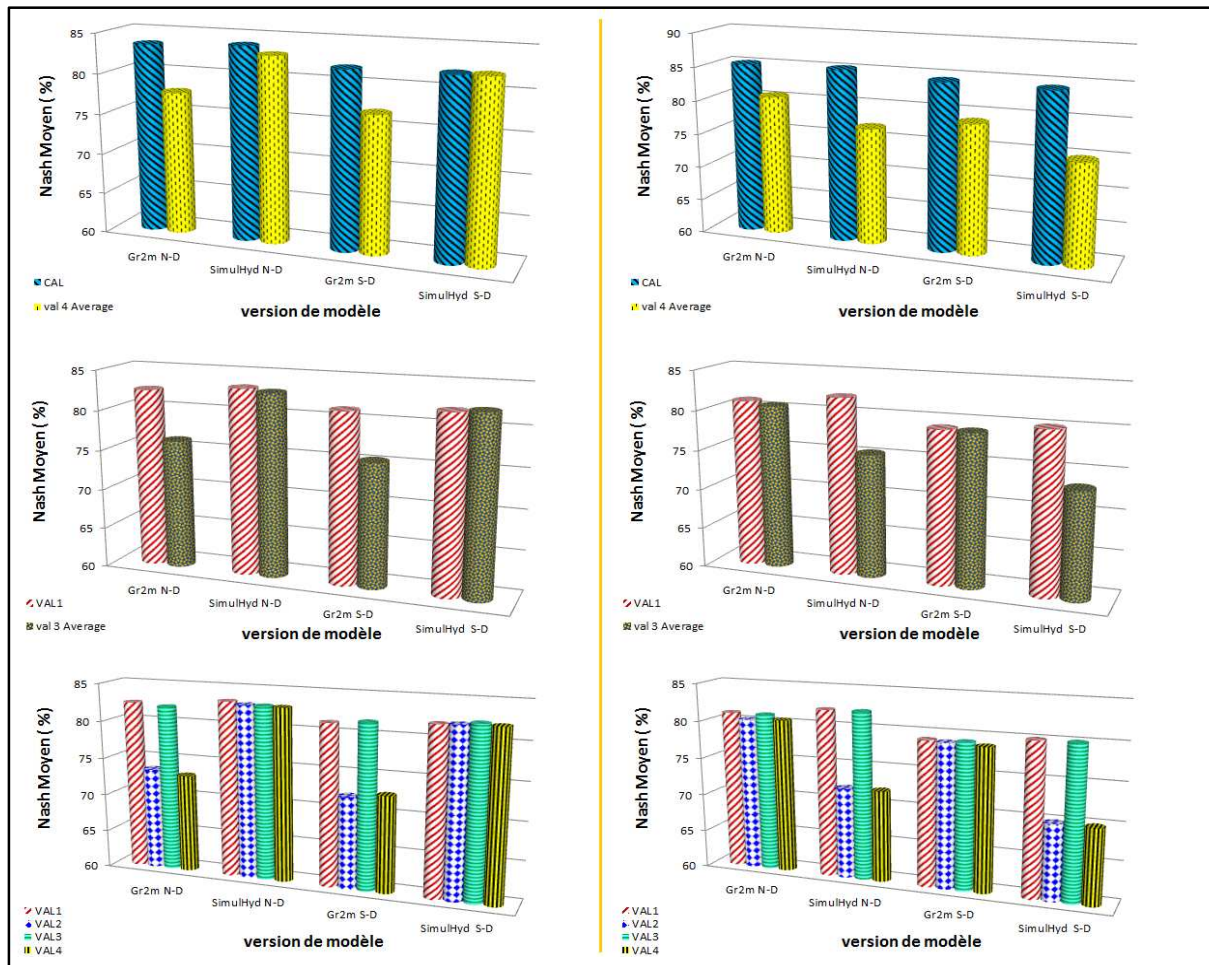 85
80
75
70
65
60
Nash Moyen ( %)
Gr2m N-D
SimulHyd N-D
Gr2m S-D
SimulHyd S-D
CAL
val 4 Average
version de modèle
90
85
80
75
70
65
60
Nash Moyen ( %)
Gr2m N-D
SimulHyd N-D
Gr2m S-D
SimulHyd S-D
CAL
val 4 Average
version de modèle
85
80
75
70
65
60
Nash Moyen ( %)
Gr2m N-D
SimulHyd N-D
Gr2m S-D
SimulHyd S-D
VAL1
val 3 Average
version de modèle
85
80
75
70
65
60
Nash Moyen ( %)
Gr2m N-D
SimulHyd N-D
Gr2m S-D
SimulHyd S-D
VAL1
val 3 Average
version de modèle
85
80
75
70
65
60
Nash Moyen ( %)
Gr2m N-D
SimulHyd N-D
Gr2m S-D
SimulHyd S-D
VAL1
VAL2
VAL3
VAL4
version de modèle
85
80
75
70
65
60
Nash Moyen ( %)
Gr2m N-D
SimulHyd N-D
Gr2m S-D
SimulHyd S-D
VAL1
VAL2
VAL3
VAL4
version de modèle